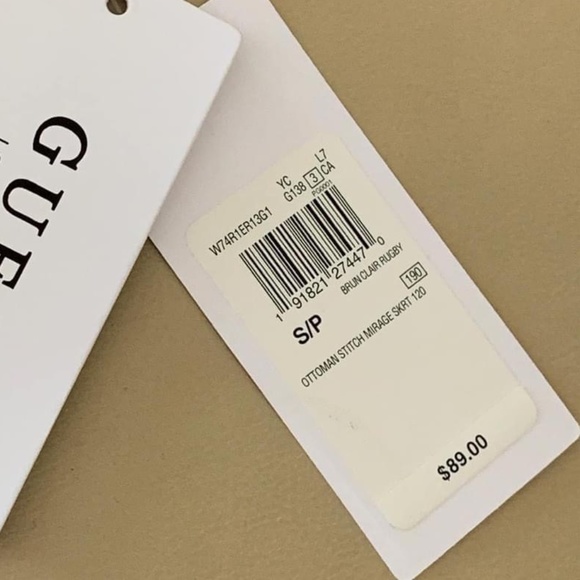 GUE
YC L7
W74R1ER13G1 G138 3 CA
PG0001
1 91821 27447 0
S/P BRUN CLAIR RUGBY
190
OTTOMAN STITCH MIRAGE SKRT 120
$89.00